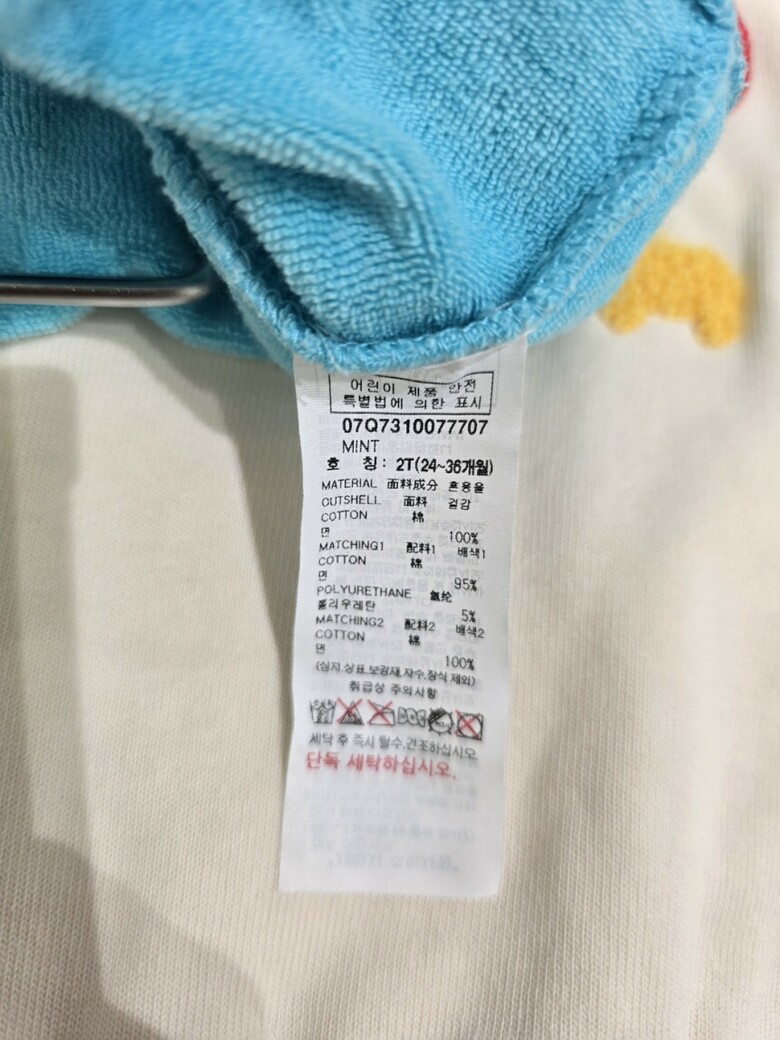 어린이 제품 안전
특별법에 의한 표시
07Q7310077707
MINT
호 칭: 2T(24~36개월)
MATERIAL 面料成分 혼용율
OUTSHELL 面料 겉감
COTTON 棉
면 100%
MATCHING1 配料1 배색1
COTTON 棉
면 95%
POLYURETHANE 氨纶
폴리우레탄 5%
MATCHING2 配料2 배색2
COTTON 棉
면 100%
(심지,상표,보강재,자수,장식 제외)
취급상 주의사항
세탁 후 즉시 탈수,건조하십시오
단독 세탁하십시오.